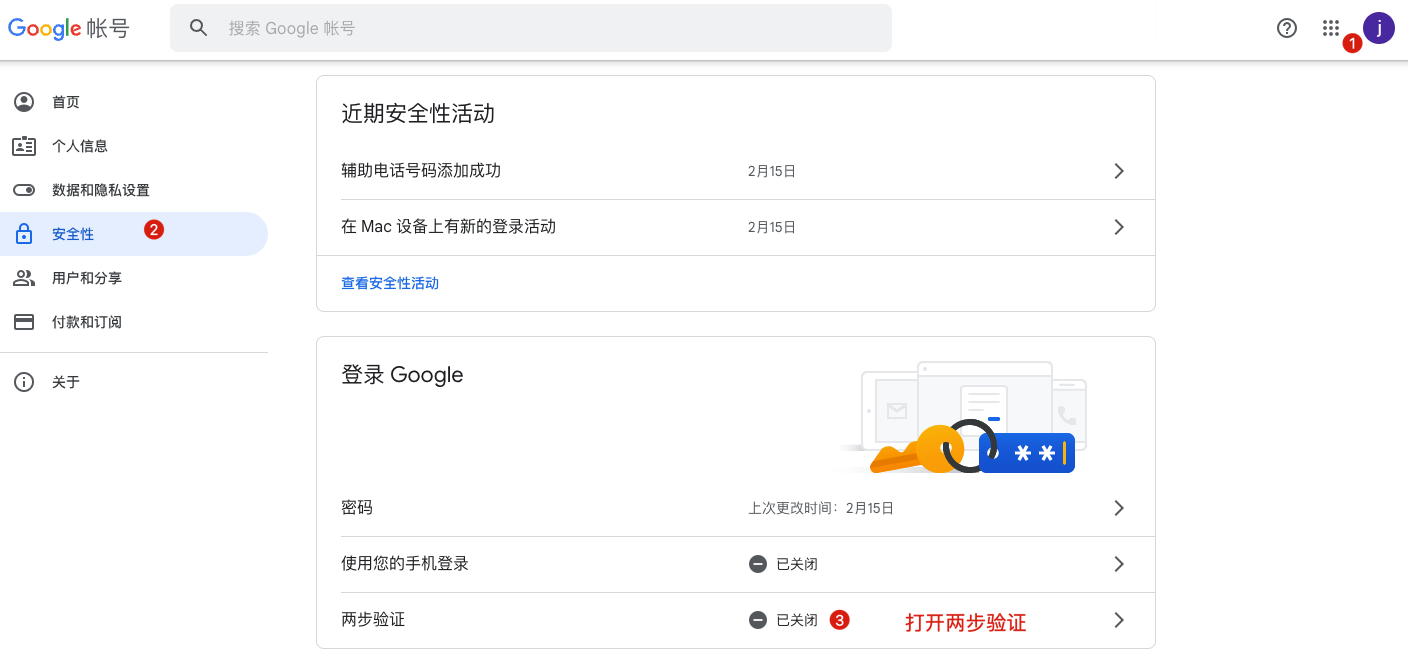 Google 帐号
搜索 Google 帐号
j
1
首页
个人信息
数据和隐私设置
安全性
2
用户和分享
付款和订阅
关于
近期安全性活动
辅助电话号码添加成功 2月15日
在 Mac 设备上有新的登录活动 2月15日
查看安全性活动
登录 Google
**
密码 上次更改时间：2月15日
使用您的手机登录 已关闭
两步验证 已关闭 3 打开两步验证